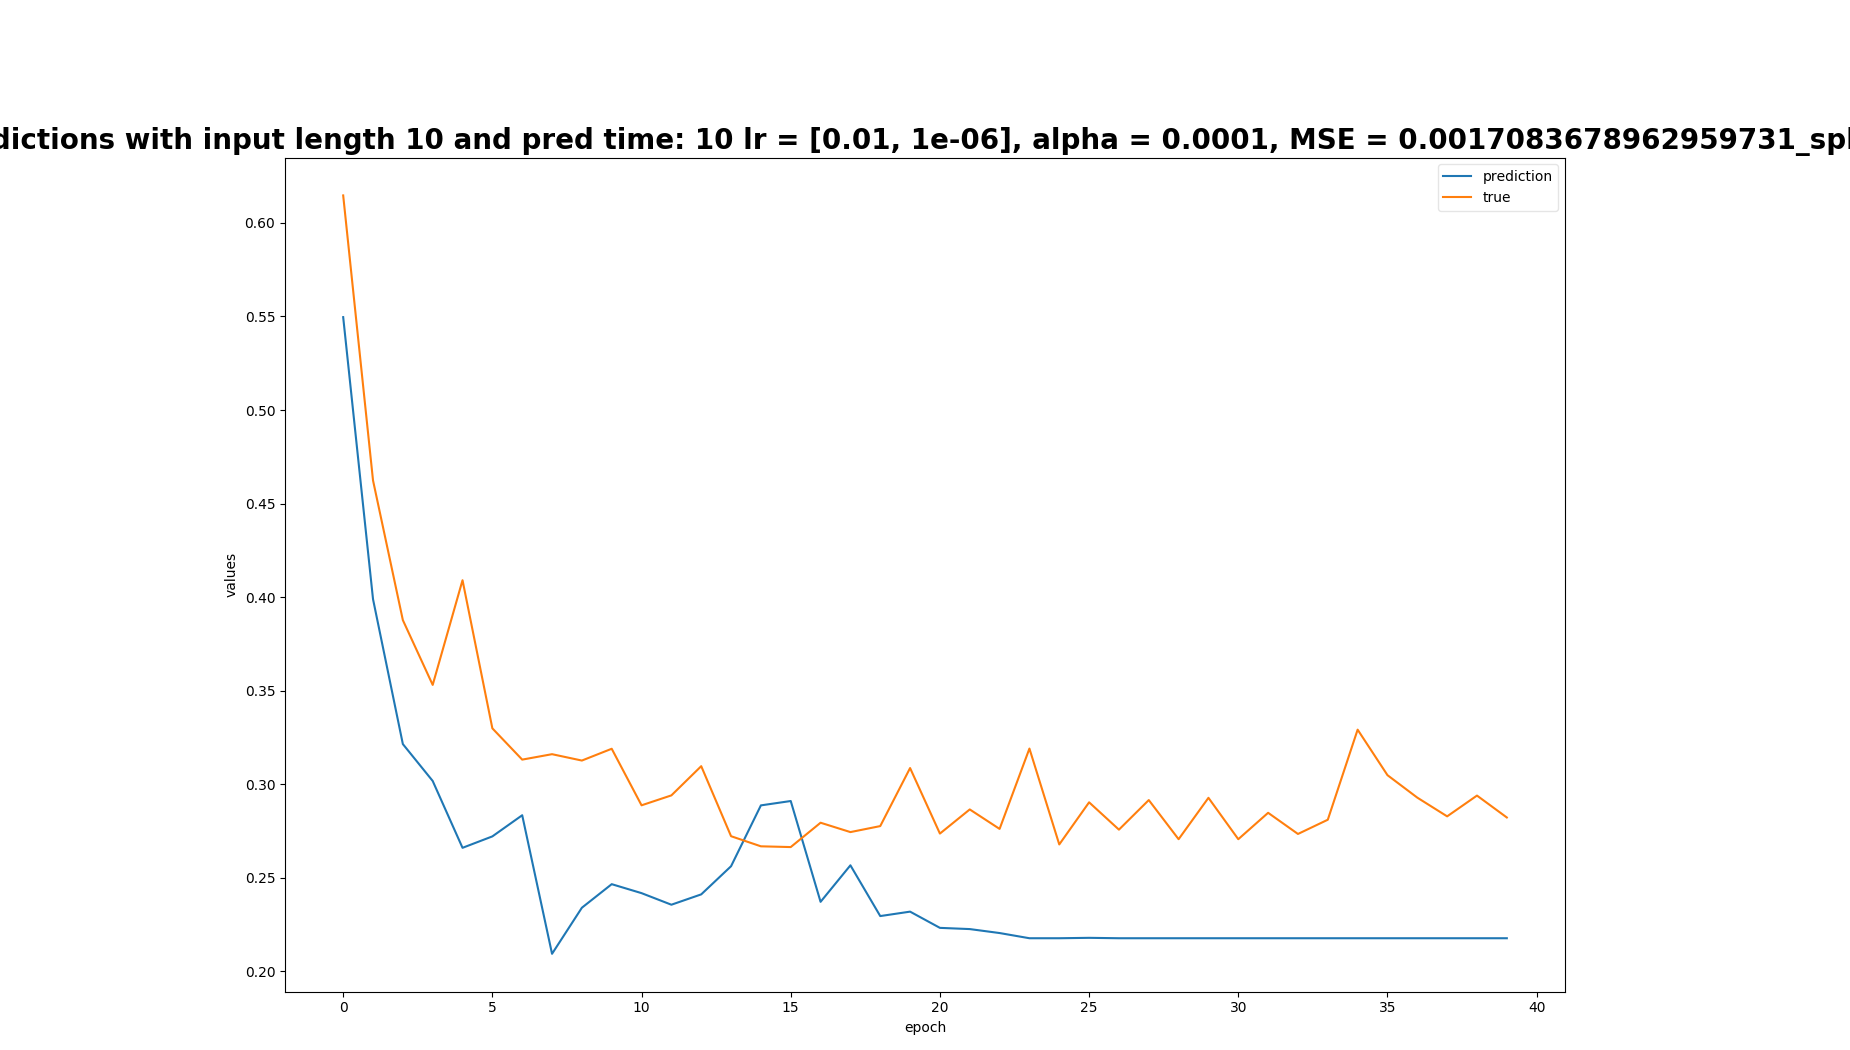 dictions with input length 10 and pred time: 10 lr = [0.01, 1e-06], alpha = 0.0001, MSE = 0.0017083678962959731_spl
prediction
true
0.60
0.55
0.50
0.45
0.40
0.35
0.30
0.25
0.20
values
0 5 10 15 20 25 30 35 40
epoch